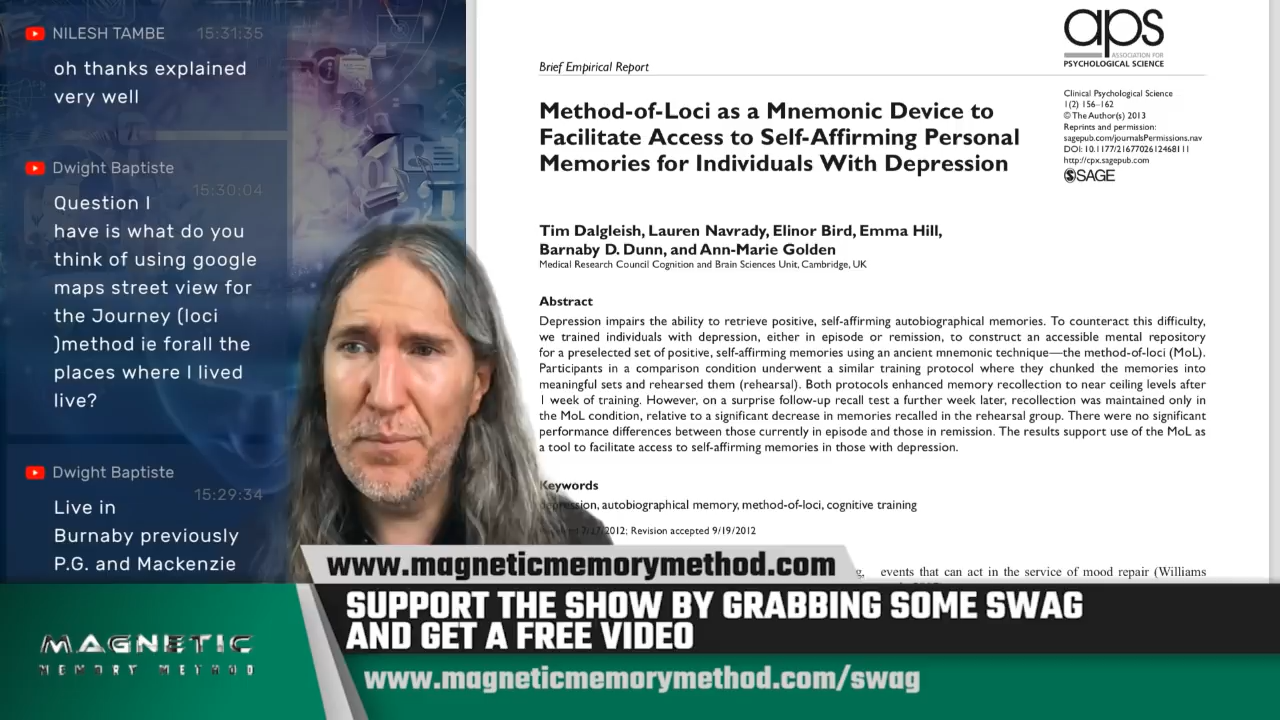 NILESH TAMBE 15:31:35
oh thanks explained
very well
Dwight Baptiste
15:30:04
Question I
have is what do you
think of using google
maps street view for
the Journey (loci
)method ie forall the
places where I lived
live?
Dwight Baptiste
15:29:34
Live in
Burnaby previously
P.G. and Mackenzie
aps
ASSOCIATION FOR
PSYCHOLOGICAL SCIENCE
Brief Empirical Report
Method-of-Loci as a Mnemonic Device to
Facilitate Access to Self-Affirming Personal
Memories for Individuals With Depression
Clinical Psychological Science
1(2) 156–162
© The Author(s) 2013
Reprints and permission:
sagepub.com/journalsPermissions.nav
DOI: 10.1177/2167702612468111
http://cpx.sagepub.com
SAGE
Tim Dalgleish, Lauren Navrady, Elinor Bird, Emma Hill,
Barnaby D. Dunn, and Ann-Marie Golden
Medical Research Council Cognition and Brain Sciences Unit, Cambridge, UK
Abstract
Depression impairs the ability to retrieve positive, self-affirming autobiographical memories. To counteract this difficulty,
we trained individuals with depression, either in episode or remission, to construct an accessible mental repository
for a preselected set of positive, self-affirming memories using an ancient mnemonic technique—the method-of-loci (MoL).
Participants in a comparison condition underwent a similar training protocol where they chunked the memories into
meaningful sets and rehearsed them (rehearsal). Both protocols enhanced memory recollection to near ceiling levels after
1 week of training. However, on a surprise follow-up recall test a further week later, recollection was maintained only in
the MoL condition, relative to a significant decrease in memories recalled in the rehearsal group. There were no significant
performance differences between those currently in episode and those in remission. The results support use of the MoL as
a tool to facilitate access to self-affirming memories in those with depression.
Keywords
depression, autobiographical memory, method-of-loci, cognitive training
2012; Revision accepted 9/19/2012
events that can act in the service of mood repair (Williams
www.magneticmemorymethod.com
SUPPORT THE SHOW BY GRABBING SOME SWAG
AND GET A FREE VIDEO
www.magneticmemorymethod.com/swag
MAGNETIC
MEMORY METHOD